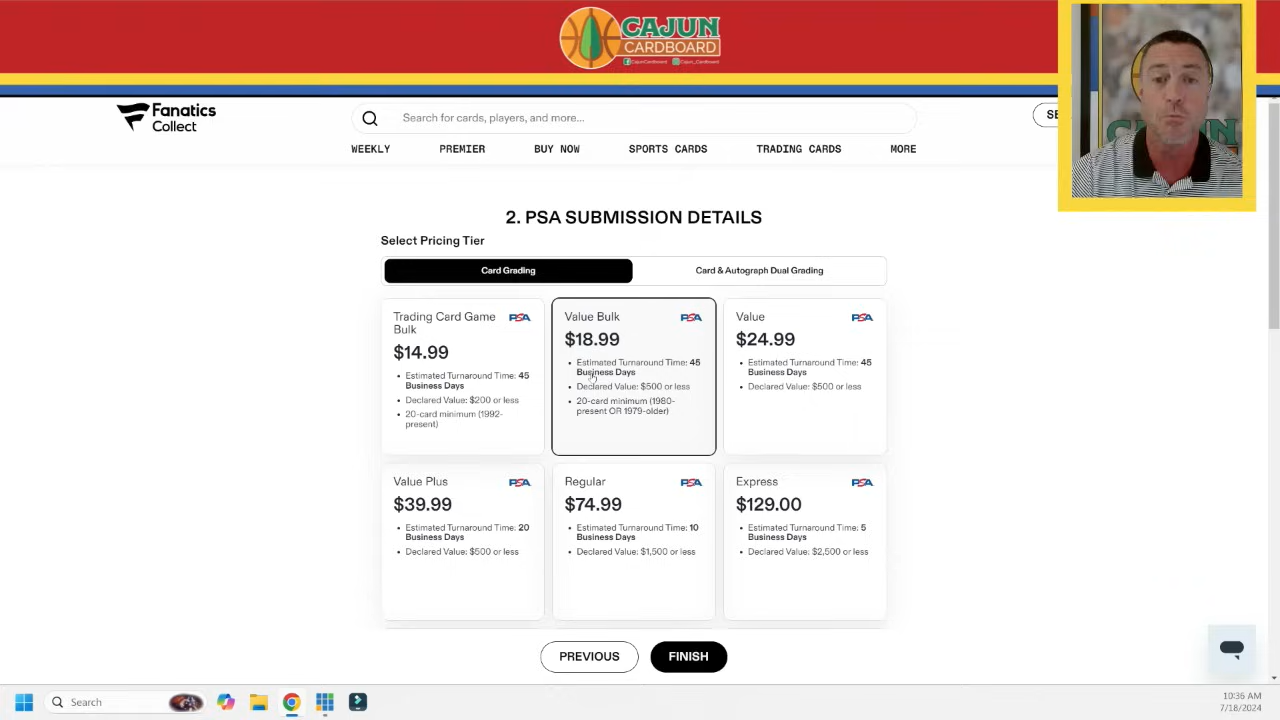 CAJUN
CARDBOARD
CajunCardboard Cajun_Cardboard
Fanatics
Collect
Search for cards, players, and more...
SE
WEEKLY PREMIER BUY NOW SPORTS CARDS TRADING CARDS MORE
2. PSA SUBMISSION DETAILS
Select Pricing Tier
Card Grading Card & Autograph Dual Grading
Trading Card Game
Bulk
PSA
$14.99
• Estimated Turnaround Time: 45
Business Days
• Declared Value: $200 or less
• 20-card minimum (1992-
present)
Value Bulk PSA
$18.99
• Estimated Turnaround Time: 45
Business Days
• Declared Value: $500 or less
• 20-card minimum (1980-
present OR 1979-older)
Value PSA
$24.99
• Estimated Turnaround Time: 45
Business Days
• Declared Value: $500 or less
Value Plus PSA
$39.99
• Estimated Turnaround Time: 20
Business Days
• Declared Value: $500 or less
Regular PSA
$74.99
• Estimated Turnaround Time: 10
Business Days
• Declared Value: $1,500 or less
Express PSA
$129.00
• Estimated Turnaround Time: 5
Business Days
• Declared Value: $2,500 or less
PREVIOUS FINISH
Search
10:36 AM
7/18/2024